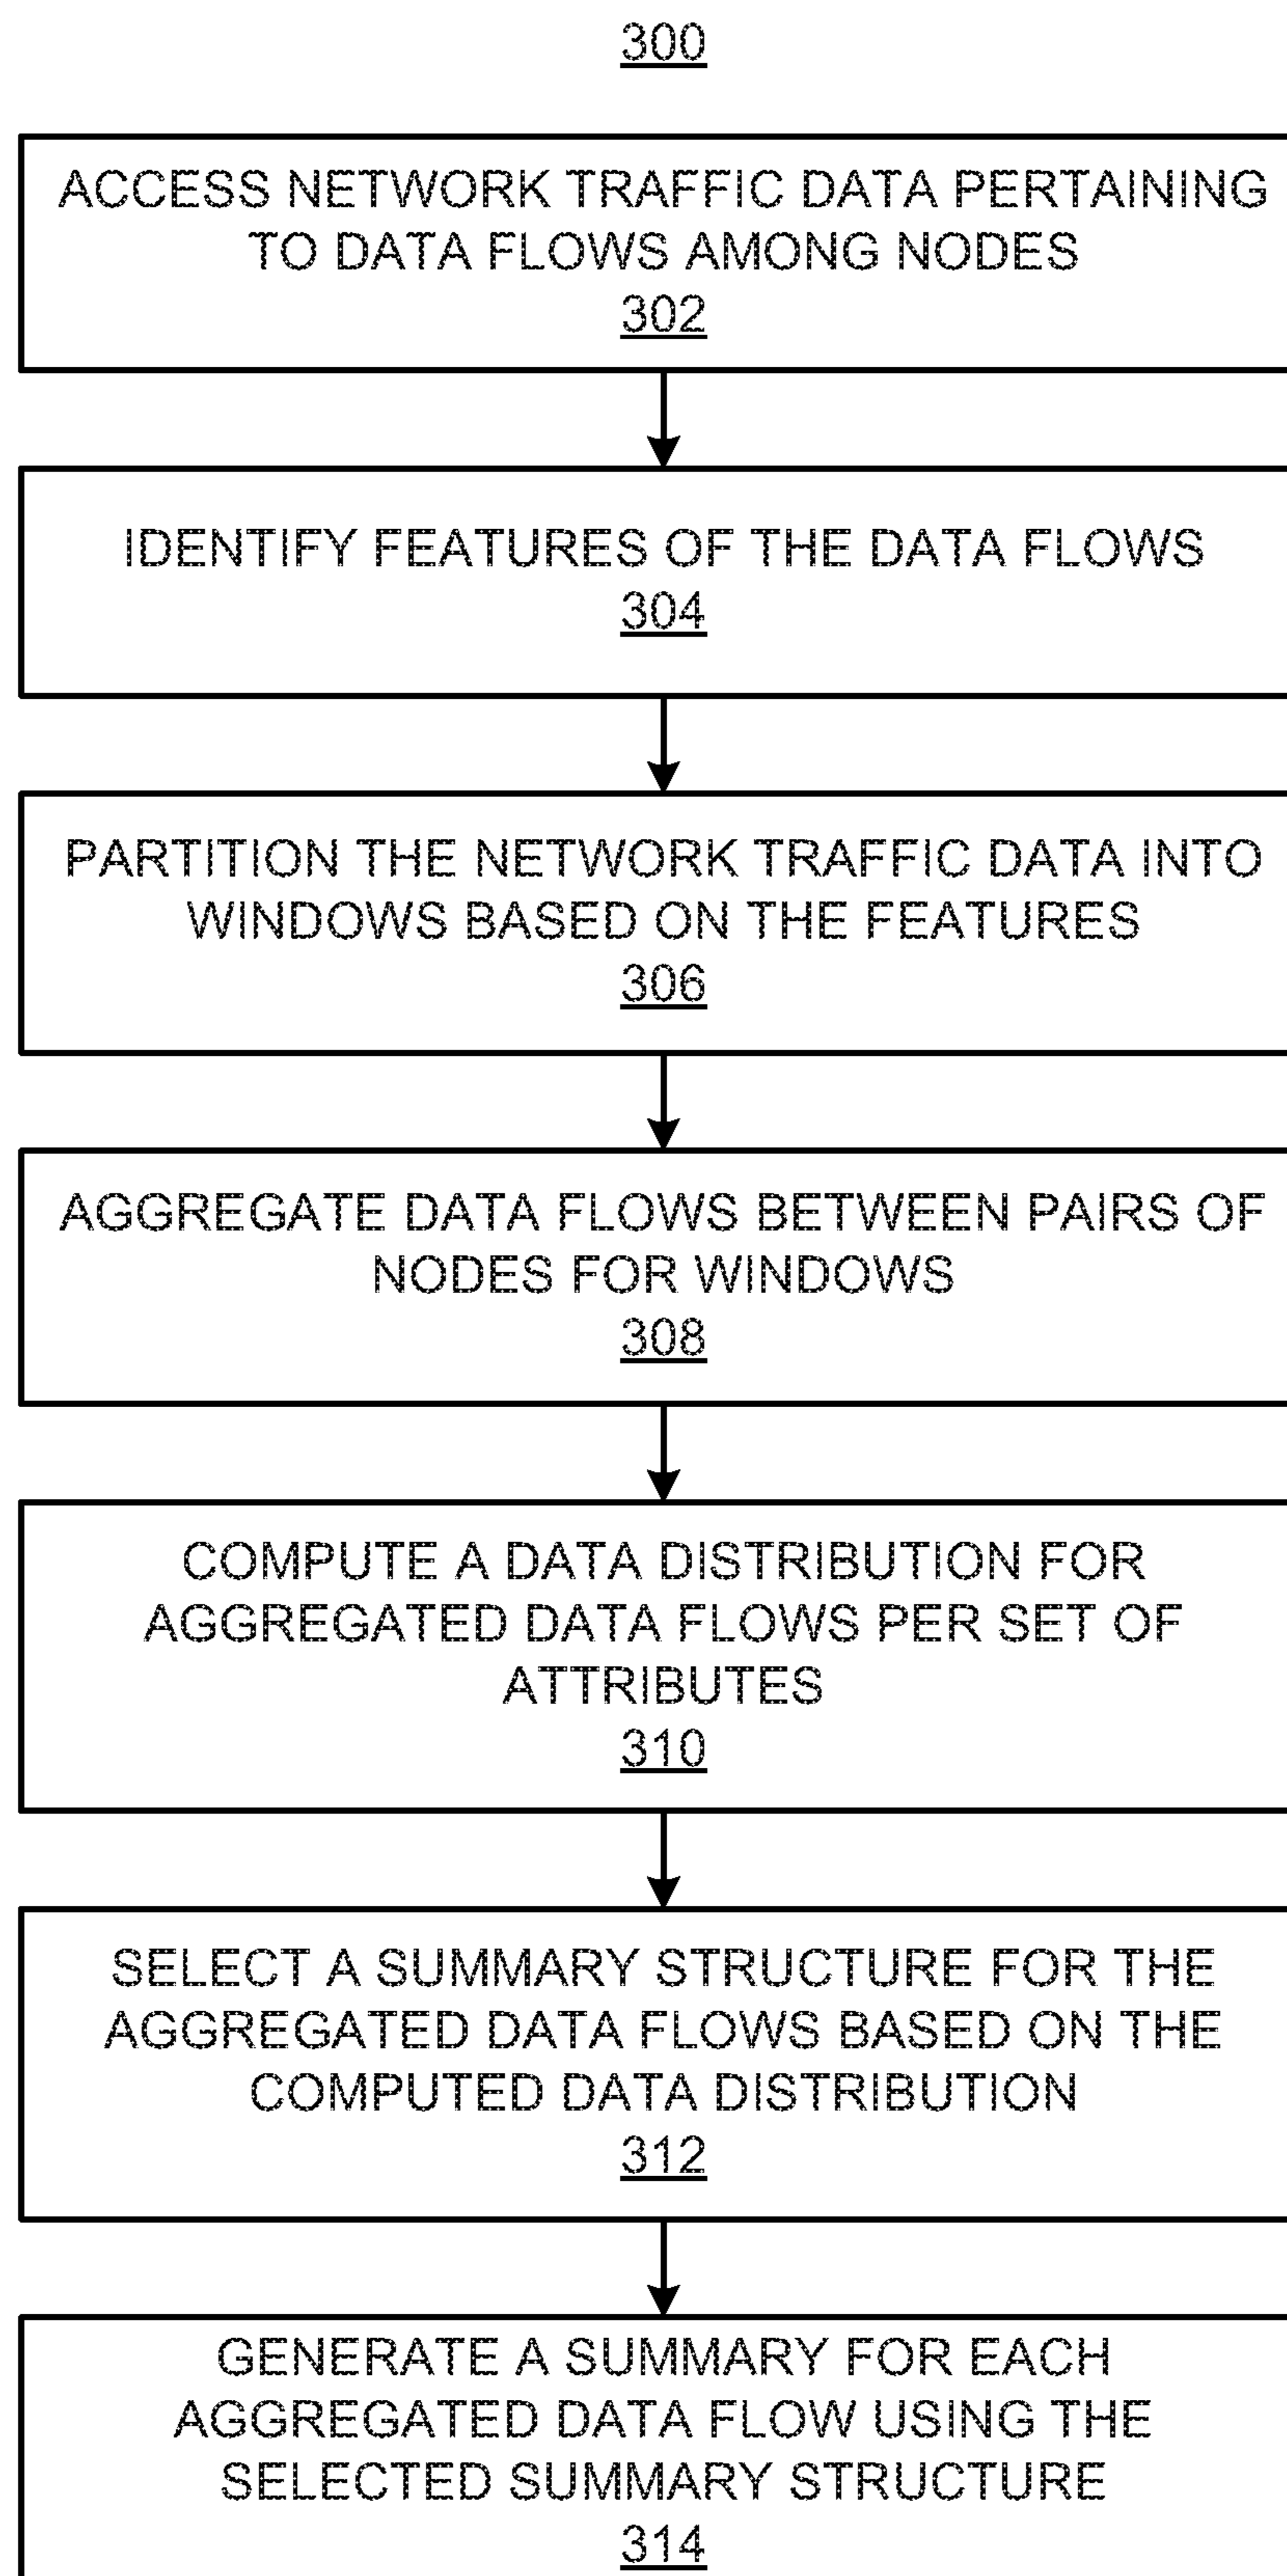 300
ACCESS NETWORK TRAFFIC DATA PERTAINING
TO DATA FLOWS AMONG NODES
302
IDENTIFY FEATURES OF THE DATA FLOWS
304
PARTITION THE NETWORK TRAFFIC DATA INTO
WINDOWS BASED ON THE FEATURES
306
AGGREGATE DATA FLOWS BETWEEN PAIRS OF
NODES FOR WINDOWS
308
COMPUTE A DATA DISTRIBUTION FOR
AGGREGATED DATA FLOWS PER SET OF
ATTRIBUTES
310
SELECT A SUMMARY STRUCTURE FOR THE
AGGREGATED DATA FLOWS BASED ON THE
COMPUTED DATA DISTRIBUTION
312
GENERATE A SUMMARY FOR EACH
AGGREGATED DATA FLOW USING THE
SELECTED SUMMARY STRUCTURE
314